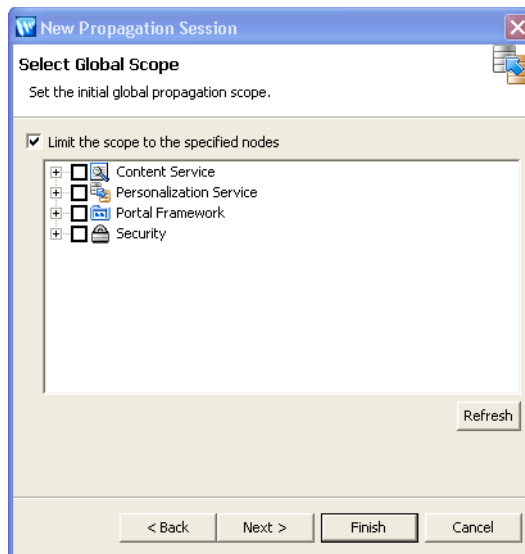 New Propagation Session
Select Global Scope
Set the initial global propagation scope.
Limit the scope to the specified nodes
Content Service
Personalization Service
Portal Framework
Security
Refresh
< Back Next > Finish Cancel